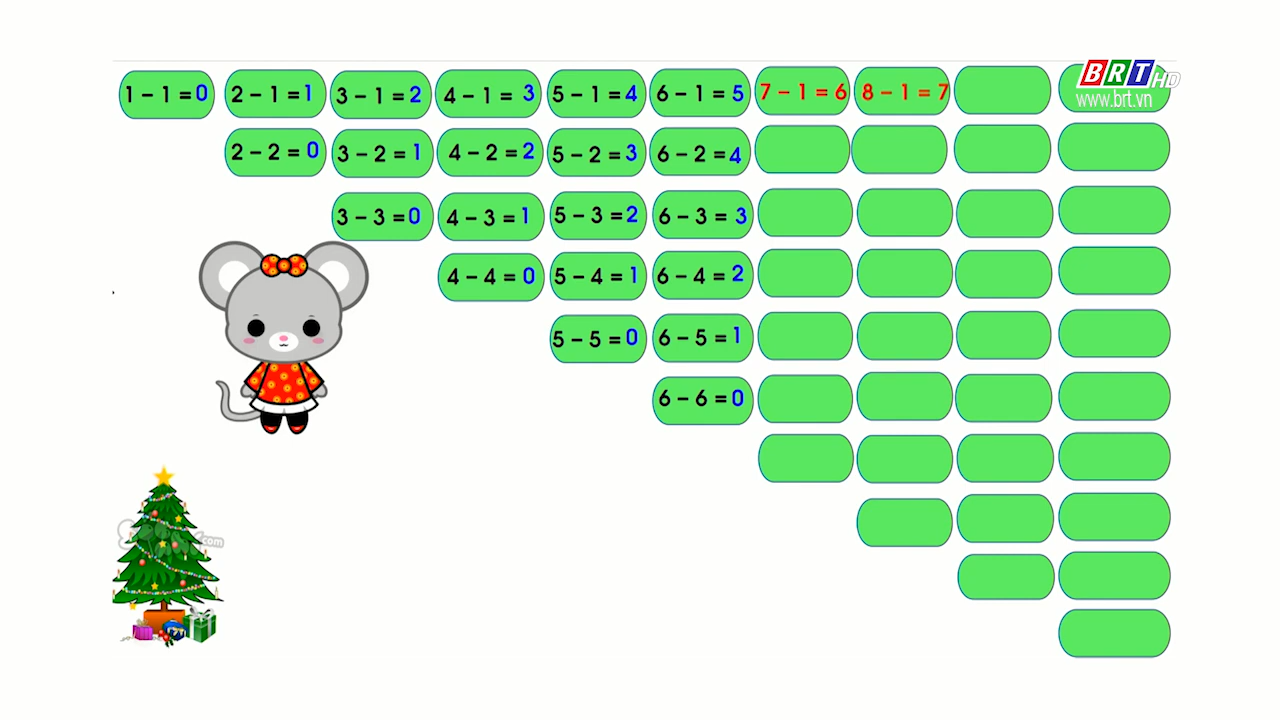 1 – 1 = 0 2 – 1 = 1 3 – 1 = 2 4 – 1 = 3 5 – 1 = 4 6 – 1 = 5 7 – 1 = 6 8 – 1 = 7 BRT HD
www.brt.vn
2 – 2 = 0 3 – 2 = 1 4 – 2 = 2 5 – 2 = 3 6 – 2 = 4
3 – 3 = 0 4 – 3 = 1 5 – 3 = 2 6 – 3 = 3
4 – 4 = 0 5 – 4 = 1 6 – 4 = 2
5 – 5 = 0 6 – 5 = 1
6 – 6 = 0